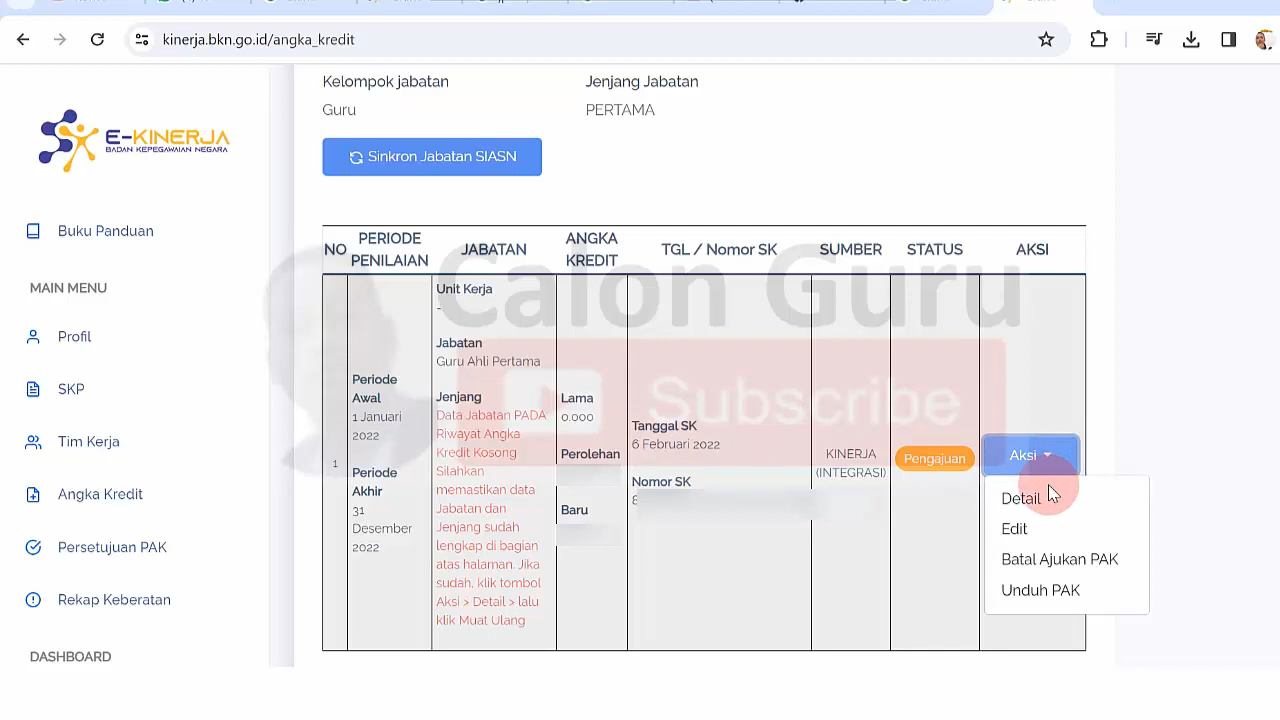 kinerja.bkn.go.id/angka_kredit
Kelompok jabatan
Jenjang Jabatan
Guru
PERTAMA
E-KINERJA
BADAN KEPEGAWAIAN NEGARA
Sinkron Jabatan SIASN
Buku Panduan
MAIN MENU
Profil
SKP
Tim Kerja
Angka Kredit
Persetujuan PAK
Rekap Keberatan
DASHBOARD
NO
PERIODE
PENILAIAN
JABATAN
ANGKA
KREDIT
TGL / Nomor SK
SUMBER
STATUS
AKSI
1
Periode
Awal
1 Januari
2022
Periode
Akhir
31
Desember
2022
Unit Kerja
-
Jabatan
Guru Ahli Pertama
Jenjang
Data Jabatan PADA
Riwayat Angka
Kredit Kosong
Silahkan
memastikan data
Jabatan dan
Jenjang sudah
lengkap di bagian
atas halaman. Jika
sudah, klik tombol
Aksi > Detail > lalu
klik Muat Ulang
Lama
0.000
Perolehan
Baru
Tanggal SK
6 Februari 2022
Nomor SK
KINERJA
(INTEGRASI)
Pengajuan
Aksi
Detail
Edit
Batal Ajukan PAK
Unduh PAK
Calon Guru
Subscribe